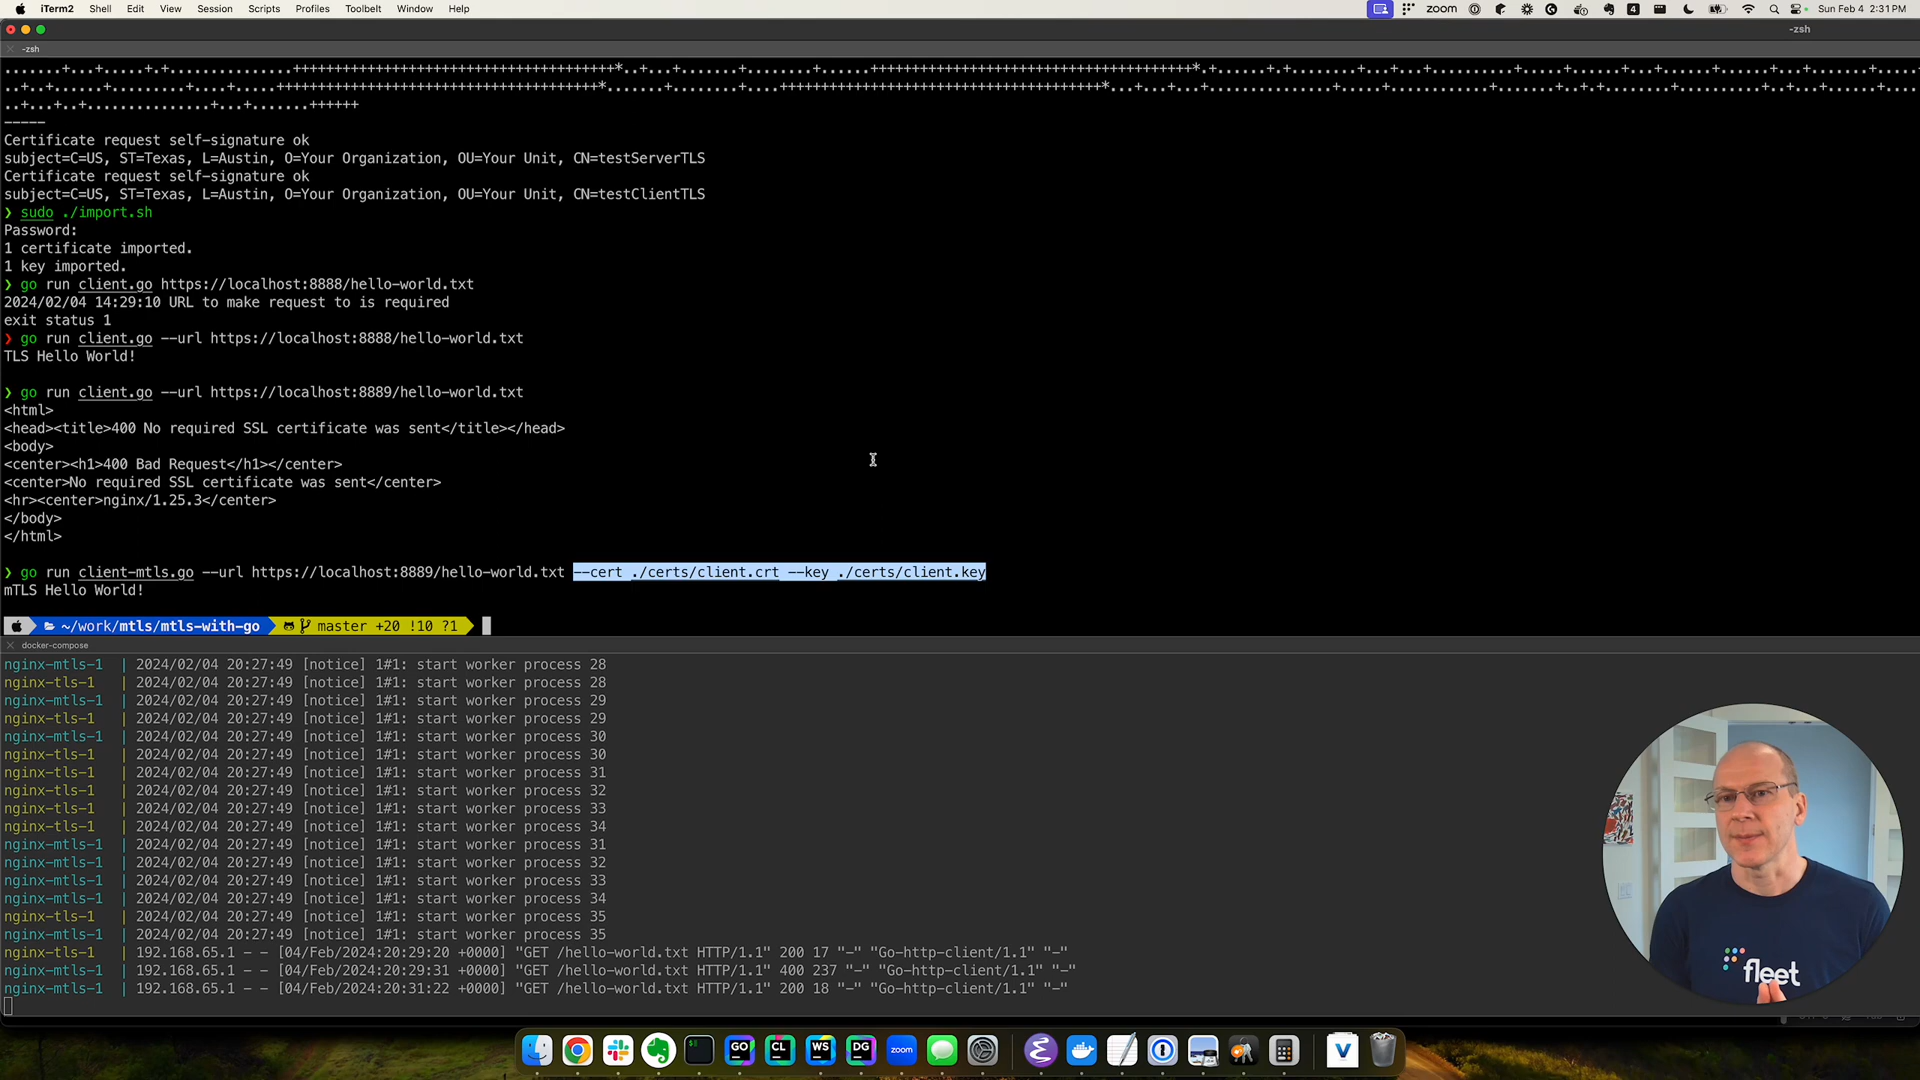 iTerm2 Shell Edit View Session Scripts Profiles Toolbelt Window Help
zoom 4 Sun Feb 4 2:31 PM
-zsh
-zsh
-----
Certificate request self-signature ok
subject=C=US, ST=Texas, L=Austin, O=Your Organization, OU=Your Unit, CN=testServerTLS
Certificate request self-signature ok
subject=C=US, ST=Texas, L=Austin, O=Your Organization, OU=Your Unit, CN=testClientTLS
❯ sudo ./import.sh
Password:
1 certificate imported.
1 key imported.
❯ go run client.go https://localhost:8888/hello-world.txt
2024/02/04 14:29:10 URL to make request to is required
exit status 1
❯ go run client.go --url https://localhost:8888/hello-world.txt
TLS Hello World!
❯ go run client.go --url https://localhost:8889/hello-world.txt
<html>
<head><title>400 No required SSL certificate was sent</title></head>
<body>
<center><h1>400 Bad Request</h1></center>
<center>No required SSL certificate was sent</center>
<hr><center>nginx/1.25.3</center>
</body>
</html>
❯ go run client-mtls.go --url https://localhost:8889/hello-world.txt --cert ./certs/client.crt --key ./certs/client.key
mTLS Hello World!
~/work/mtls/mtls-with-go master +20 !10 ?1
docker-compose
nginx-mtls-1 | 2024/02/04 20:27:49 [notice] 1#1: start worker process 28
nginx-tls-1 | 2024/02/04 20:27:49 [notice] 1#1: start worker process 28
nginx-mtls-1 | 2024/02/04 20:27:49 [notice] 1#1: start worker process 29
nginx-tls-1 | 2024/02/04 20:27:49 [notice] 1#1: start worker process 29
nginx-mtls-1 | 2024/02/04 20:27:49 [notice] 1#1: start worker process 30
nginx-tls-1 | 2024/02/04 20:27:49 [notice] 1#1: start worker process 30
nginx-tls-1 | 2024/02/04 20:27:49 [notice] 1#1: start worker process 31
nginx-tls-1 | 2024/02/04 20:27:49 [notice] 1#1: start worker process 32
nginx-tls-1 | 2024/02/04 20:27:49 [notice] 1#1: start worker process 33
nginx-tls-1 | 2024/02/04 20:27:49 [notice] 1#1: start worker process 34
nginx-mtls-1 | 2024/02/04 20:27:49 [notice] 1#1: start worker process 31
nginx-mtls-1 | 2024/02/04 20:27:49 [notice] 1#1: start worker process 32
nginx-mtls-1 | 2024/02/04 20:27:49 [notice] 1#1: start worker process 33
nginx-mtls-1 | 2024/02/04 20:27:49 [notice] 1#1: start worker process 34
nginx-tls-1 | 2024/02/04 20:27:49 [notice] 1#1: start worker process 35
nginx-mtls-1 | 2024/02/04 20:27:49 [notice] 1#1: start worker process 35
nginx-tls-1 | 192.168.65.1 - - [04/Feb/2024:20:29:20 +0000] "GET /hello-world.txt HTTP/1.1" 200 17 "-" "Go-http-client/1.1" "-"
nginx-mtls-1 | 192.168.65.1 - - [04/Feb/2024:20:29:31 +0000] "GET /hello-world.txt HTTP/1.1" 400 237 "-" "Go-http-client/1.1" "-"
nginx-mtls-1 | 192.168.65.1 - - [04/Feb/2024:20:31:22 +0000] "GET /hello-world.txt HTTP/1.1" 200 18 "-" "Go-http-client/1.1" "-"
fleet
GO CL WS DG zoom V